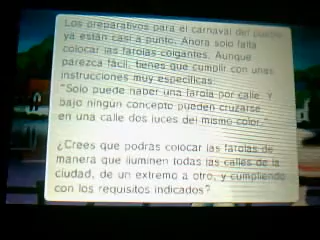 Los preparativos para el carnaval del pueblo
ya están casi a punto. Ahora solo falta
colocar las farolas colgantes. Aunque
parezca fácil, tienes que cumplir con unas
instrucciones muy específicas:
"Solo puede haber una farola por calle. Y
bajo ningún concepto pueden cruzarse
en una calle dos luces del mismo color."
¿Crees que podrás colocar las farolas de
manera que iluminen todas las calles de la
ciudad, de un extremo a otro, y cumpliendo
con los requisitos indicados?